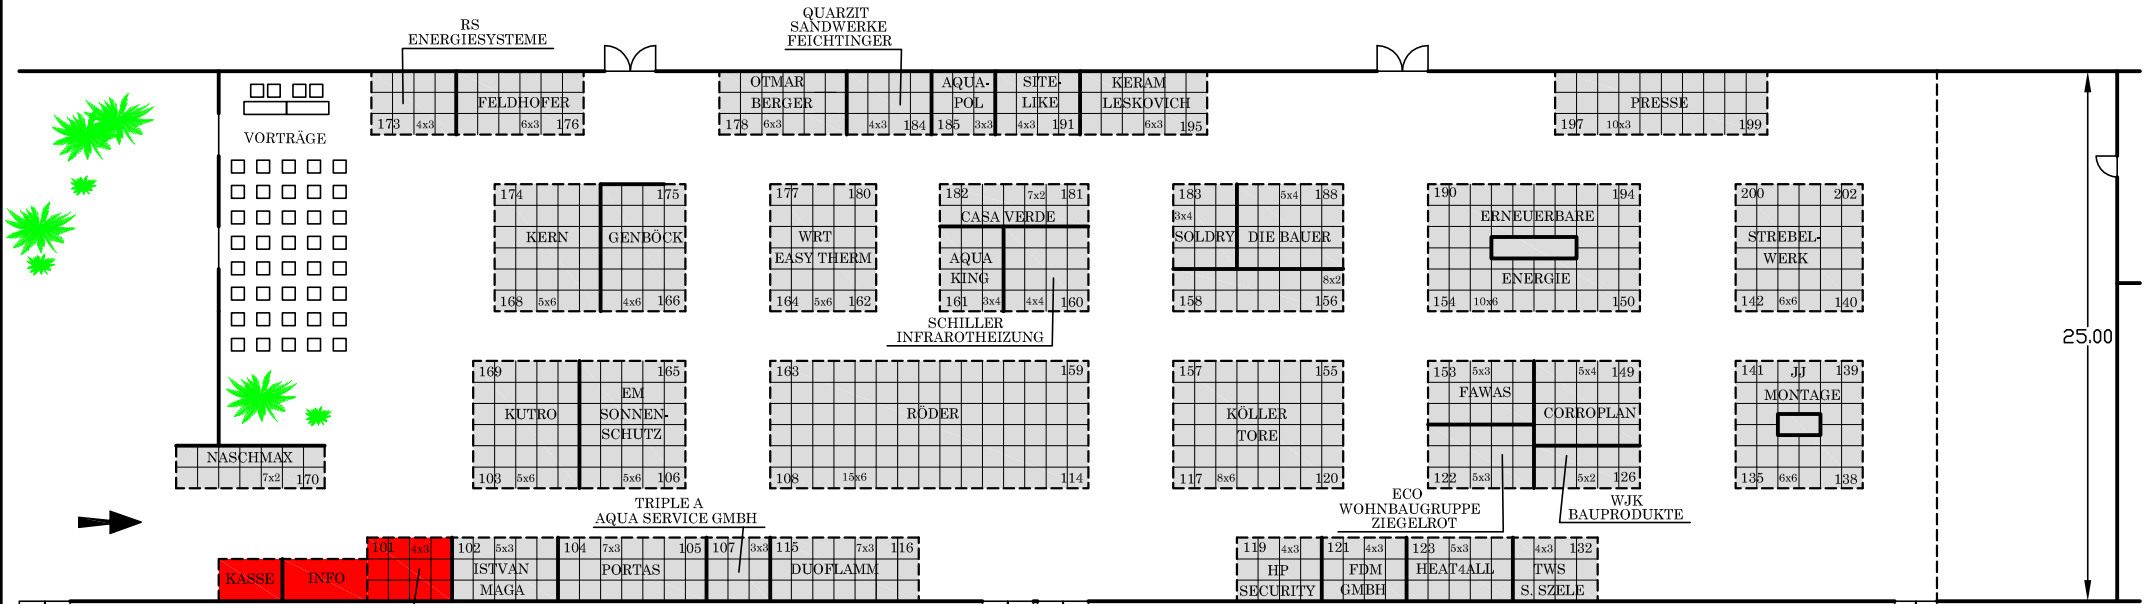 RS
ENERGIESYSTEME
QUARZIT
SANDWERKE
FEICHTINGER
173 4x3
FELDHOFER
6x3 176
OTMAR
BERGER
178 6x3
4x3 184
AQUA-
POL
185 3x3
SITE-
LIKE
4x3 191
KERAM
LESKOVICH
6x3 195
PRESSE
197 10x3 199
VORTRÄGE
174
KERN
168 5x6
175
GENBÖCK
4x6 166
177 180
WRT
EASY THERM
164 5x6 162
182 7x2 181
CASA VERDE
AQUA
KING
161 3x4
4x4 160
SCHILLER
INFRAROTHEIZUNG
183
3x4
SOLDRY
5x4 188
DIE BAUER
8x2
158 156
190 194
ERNEUERBARE
ENERGIE
154 10x6 150
200 202
STREBEL-
WERK
142 6x6 140
25.00
169
KUTRO
103 5x6
165
EM
SONNEN-
SCHUTZ
5x6 106
163 159
RÖDER
108 15x6 114
157 155
KÖLLER
TORE
117 8x6 120
153 5x3
FAWAS
122 5x3
5x4 149
CORROPLAN
5x2 126
141 JJ 139
MONTAGE
135 6x6 138
NASCHMAX
7x2 170
TRIPLE A
AQUA SERVICE GMBH
ECO
WOHNBAUGRUPPE
ZIEGELROT
WJK
BAUPRODUKTE
KASSE
INFO
101 4x3
102 5x3
ISTVAN
MAGA
104 7x3 105
PORTAS
107 3x3
115 7x3 116
DUOFLAMM
119 4x3
HP
SECURITY
121 4x3
FDM
GMBH
123 5x3
HEAT4ALL
4x3 132
TWS
S. SZELE